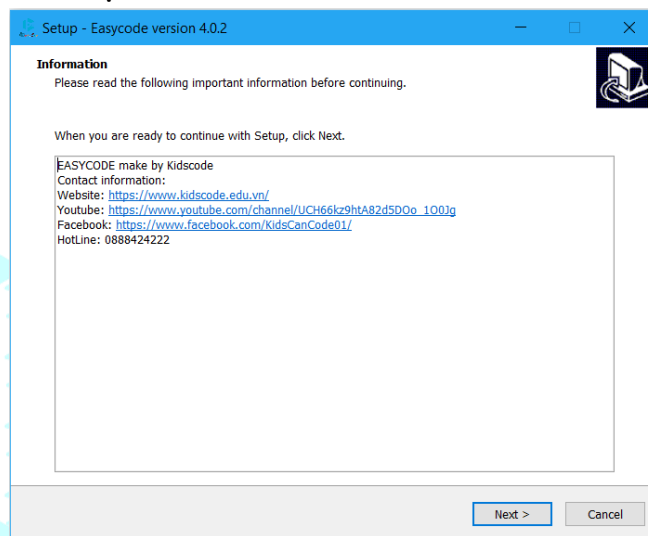 Setup - Easycode version 4.0.2
Information
Please read the following important information before continuing.
When you are ready to continue with Setup, click Next.
EASYCODE make by Kidscode
Contact information:
Website: https://www.kidscode.edu.vn/
Youtube: https://www.youtube.com/channel/UCH66kz9htA82d5DOo_1O0Jg
Facebook: https://www.facebook.com/KidsCanCode01/
HotLine: 0888424222
Next >
Cancel